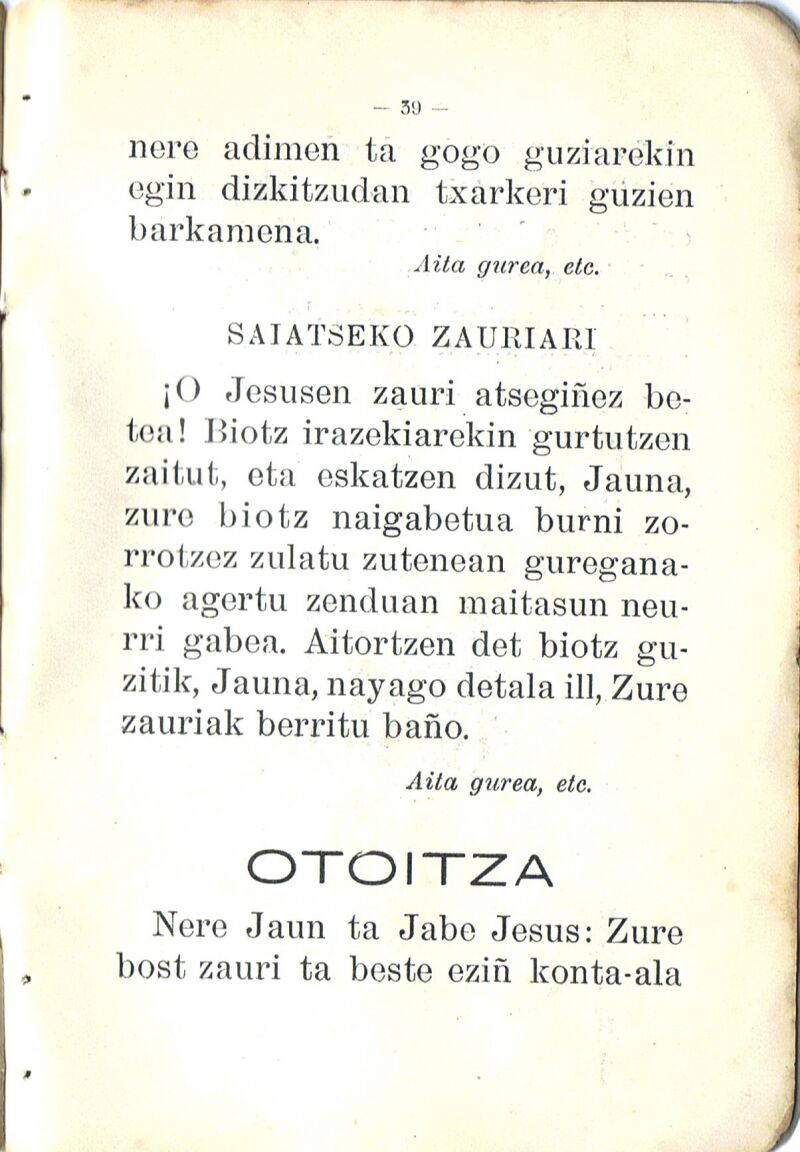 — 39 —
nere adimen ta gogo guziarekin
egin dizkitzudan txarkeri guzien
barkamena.
Aita gurea, etc.
SAIATSEKO ZAURIARI
¡O Jesusen zauri atsegiñez be-
tea! Biotz irazekiarekin gurtutzen
zaitut, eta eskatzen dizut, Jauna,
zure biotz naigabetua burni zo-
rrotzez zulatu zutenean guregana-
ko agertu zenduan maitasun neu-
rri gabea. Aitortzen det biotz gu-
zitik, Jauna, nayago detala ill, Zure
zauriak berritu baño.
Aita gurea, etc.
OTOITZA
Nere Jaun ta Jabe Jesus: Zure
bost zauri ta beste eziñ konta-ala